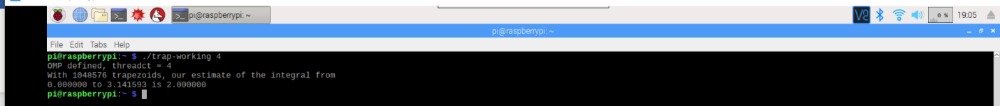 pi@raspberrypi: ~
V2
0 %
19:05
pi@raspberrypi: ~
File Edit Tabs Help
pi@raspberrypi:~ $ ./trap-working 4
OMP defined, threadct = 4
With 1048576 trapezoids, our estimate of the integral from
0.000000 to 3.141593 is 2.000000
pi@raspberrypi:~ $